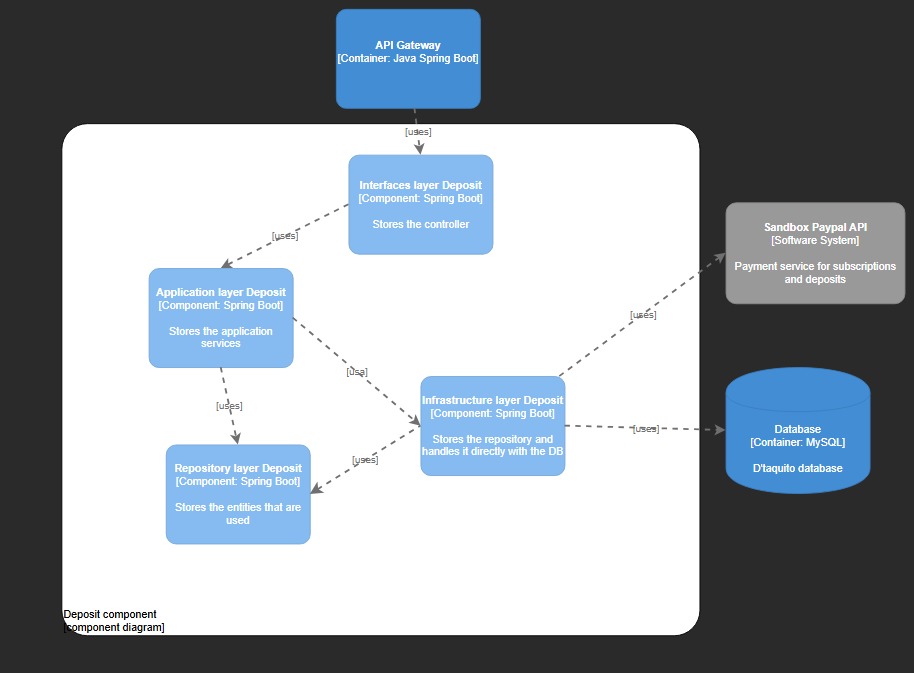 API Gateway
[Container: Java Spring Boot]
[uses]
Interfaces layer Deposit
[Component: Spring Boot]
Stores the controller
[uses]
Application layer Deposit
[Component: Spring Boot]
Stores the application
services
[usa]
[uses]
Repository layer Deposit
[Component: Spring Boot]
Stores the entities that are
used
[uses]
Infrastructure layer Deposit
[Component: Spring Boot]
Stores the repository and
handles it directly with the DB
[uses]
Sandbox Paypal API
[Software System]
Payment service for subscriptions
and deposits
[uses]
Database
[Container: MySQL]
D'taquito database
Deposit component
[component diagram]